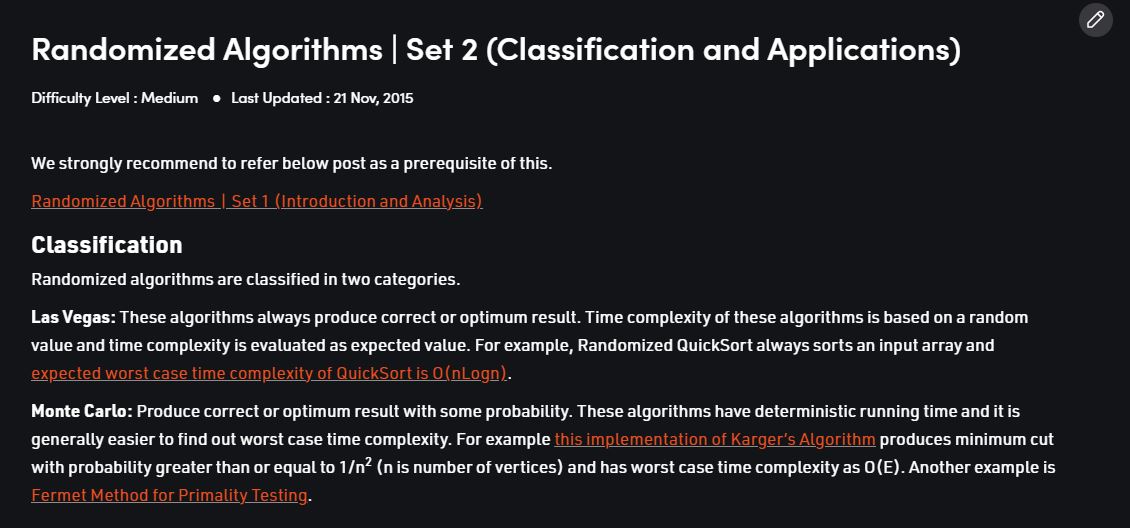 Randomized Algorithms | Set 2 (Classification and Applications)
Difficulty Level : Medium ● Last Updated : 21 Nov, 2015
We strongly recommend to refer below post as a prerequisite of this.
Randomized Algorithms | Set 1 (Introduction and Analysis)
Classification
Randomized algorithms are classified in two categories.
Las Vegas: These algorithms always produce correct or optimum result. Time complexity of these algorithms is based on a random
value and time complexity is evaluated as expected value. For example, Randomized QuickSort always sorts an input array and
expected worst case time complexity of QuickSort is O(nLogn).
Monte Carlo: Produce correct or optimum result with some probability. These algorithms have deterministic running time and it is
generally easier to find out worst case time complexity. For example this implementation of Karger’s Algorithm produces minimum cut
with probability greater than or equal to 1/n² (n is number of vertices) and has worst case time complexity as O(E). Another example is
Fermet Method for Primality Testing.